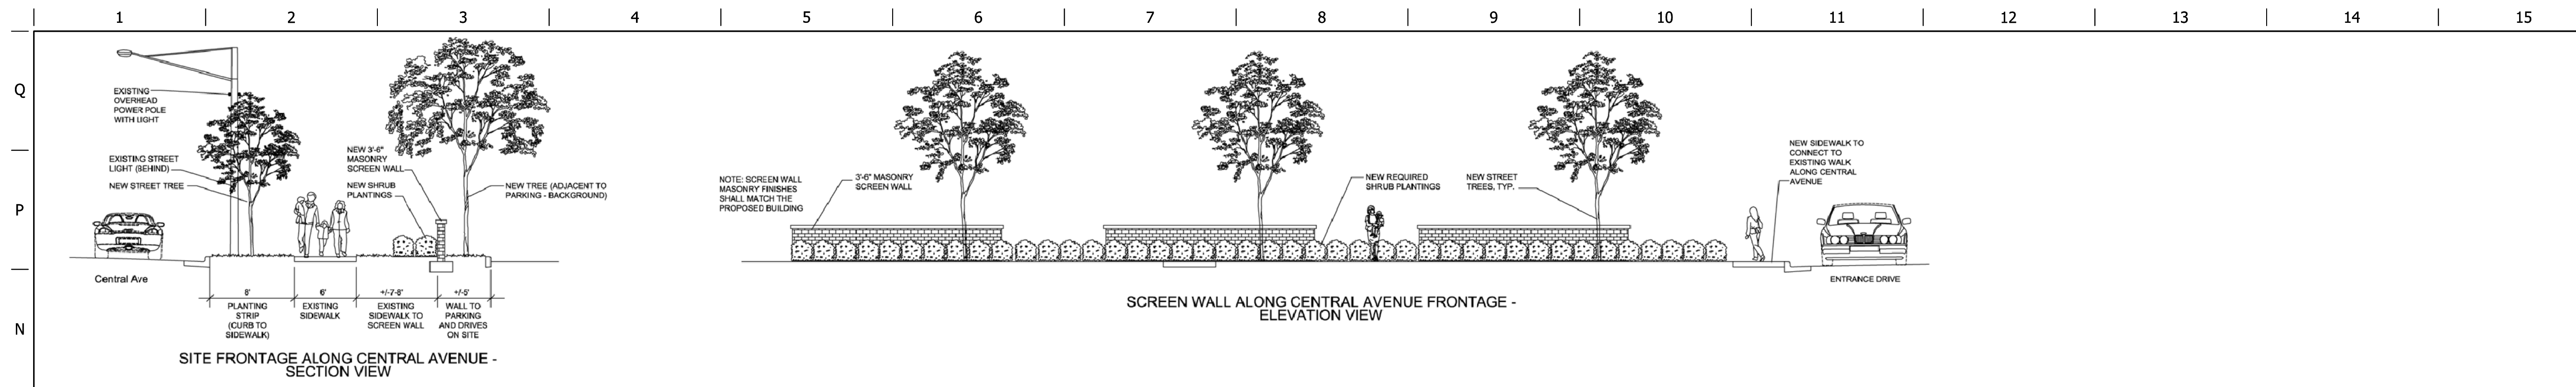 1 2 3 4 5 6 7 8 9 10 11 12 13 14 15
Q
P
N
EXISTING
OVERHEAD
POWER POLE
WITH LIGHT
EXISTING STREET
LIGHT (BEHIND)
NEW STREET TREE
NEW 3'-6"
MASONRY
SCREEN WALL
NEW SHRUB
PLANTINGS
NEW TREE (ADJACENT TO
PARKING - BACKGROUND)
Central Ave
8'
PLANTING
STRIP
(CURB TO
SIDEWALK)
6'
EXISTING
SIDEWALK
+/-7-8'
EXISTING
SIDEWALK TO
SCREEN WALL
+/-5'
WALL TO
PARKING
AND DRIVES
ON SITE
SITE FRONTAGE ALONG CENTRAL AVENUE -
SECTION VIEW
NOTE: SCREEN WALL
MASONRY FINISHES
SHALL MATCH THE
PROPOSED BUILDING
3'-6" MASONRY
SCREEN WALL
NEW REQUIRED
SHRUB PLANTINGS
NEW STREET
TREES, TYP.
NEW SIDEWALK TO
CONNECT TO
EXISTING WALK
ALONG CENTRAL
AVENUE
ENTRANCE DRIVE
SCREEN WALL ALONG CENTRAL AVENUE FRONTAGE -
ELEVATION VIEW